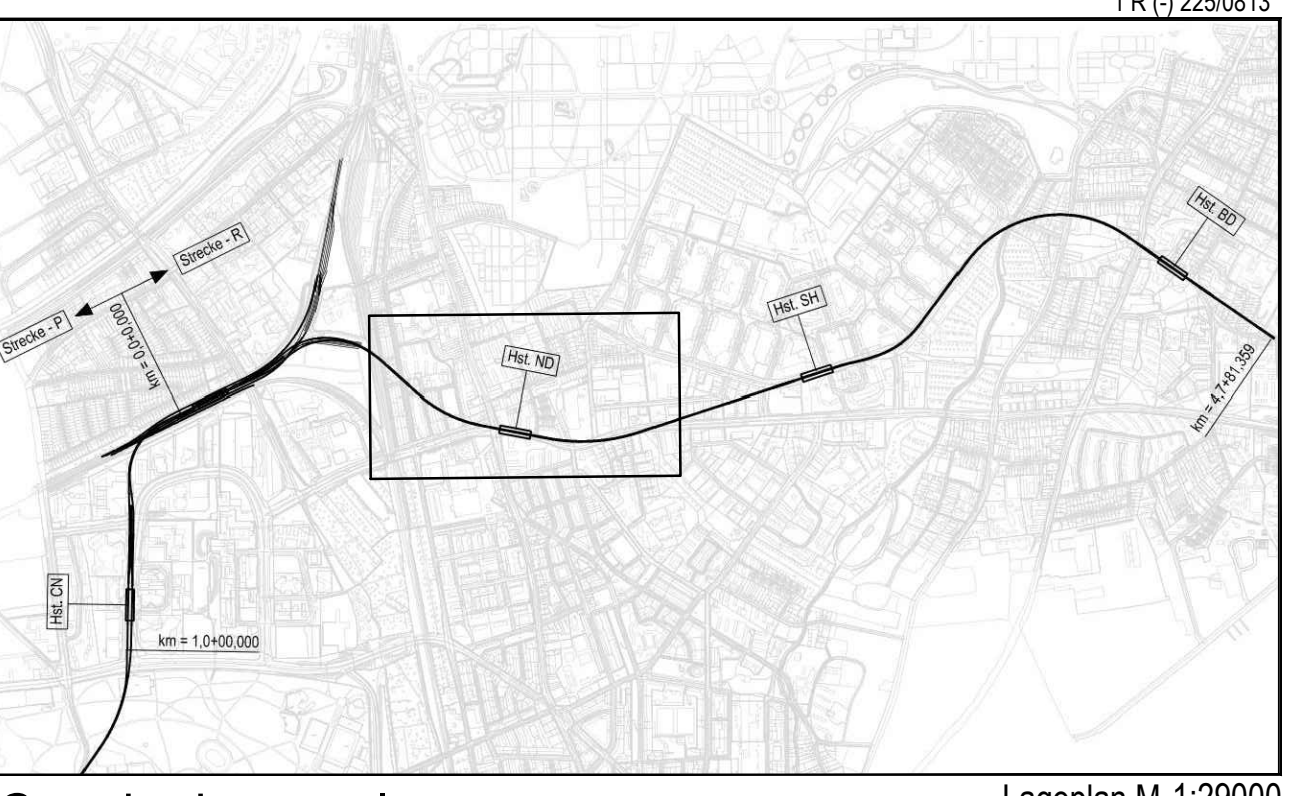 Strecke - R
Strecke - P
km = 0,0+0,000
Hst. ND
Hst. SH
Hst. BD
km = 4,7+81,359
Hst. CN
km = 1,0+00,000
Lageplan M 1:29000